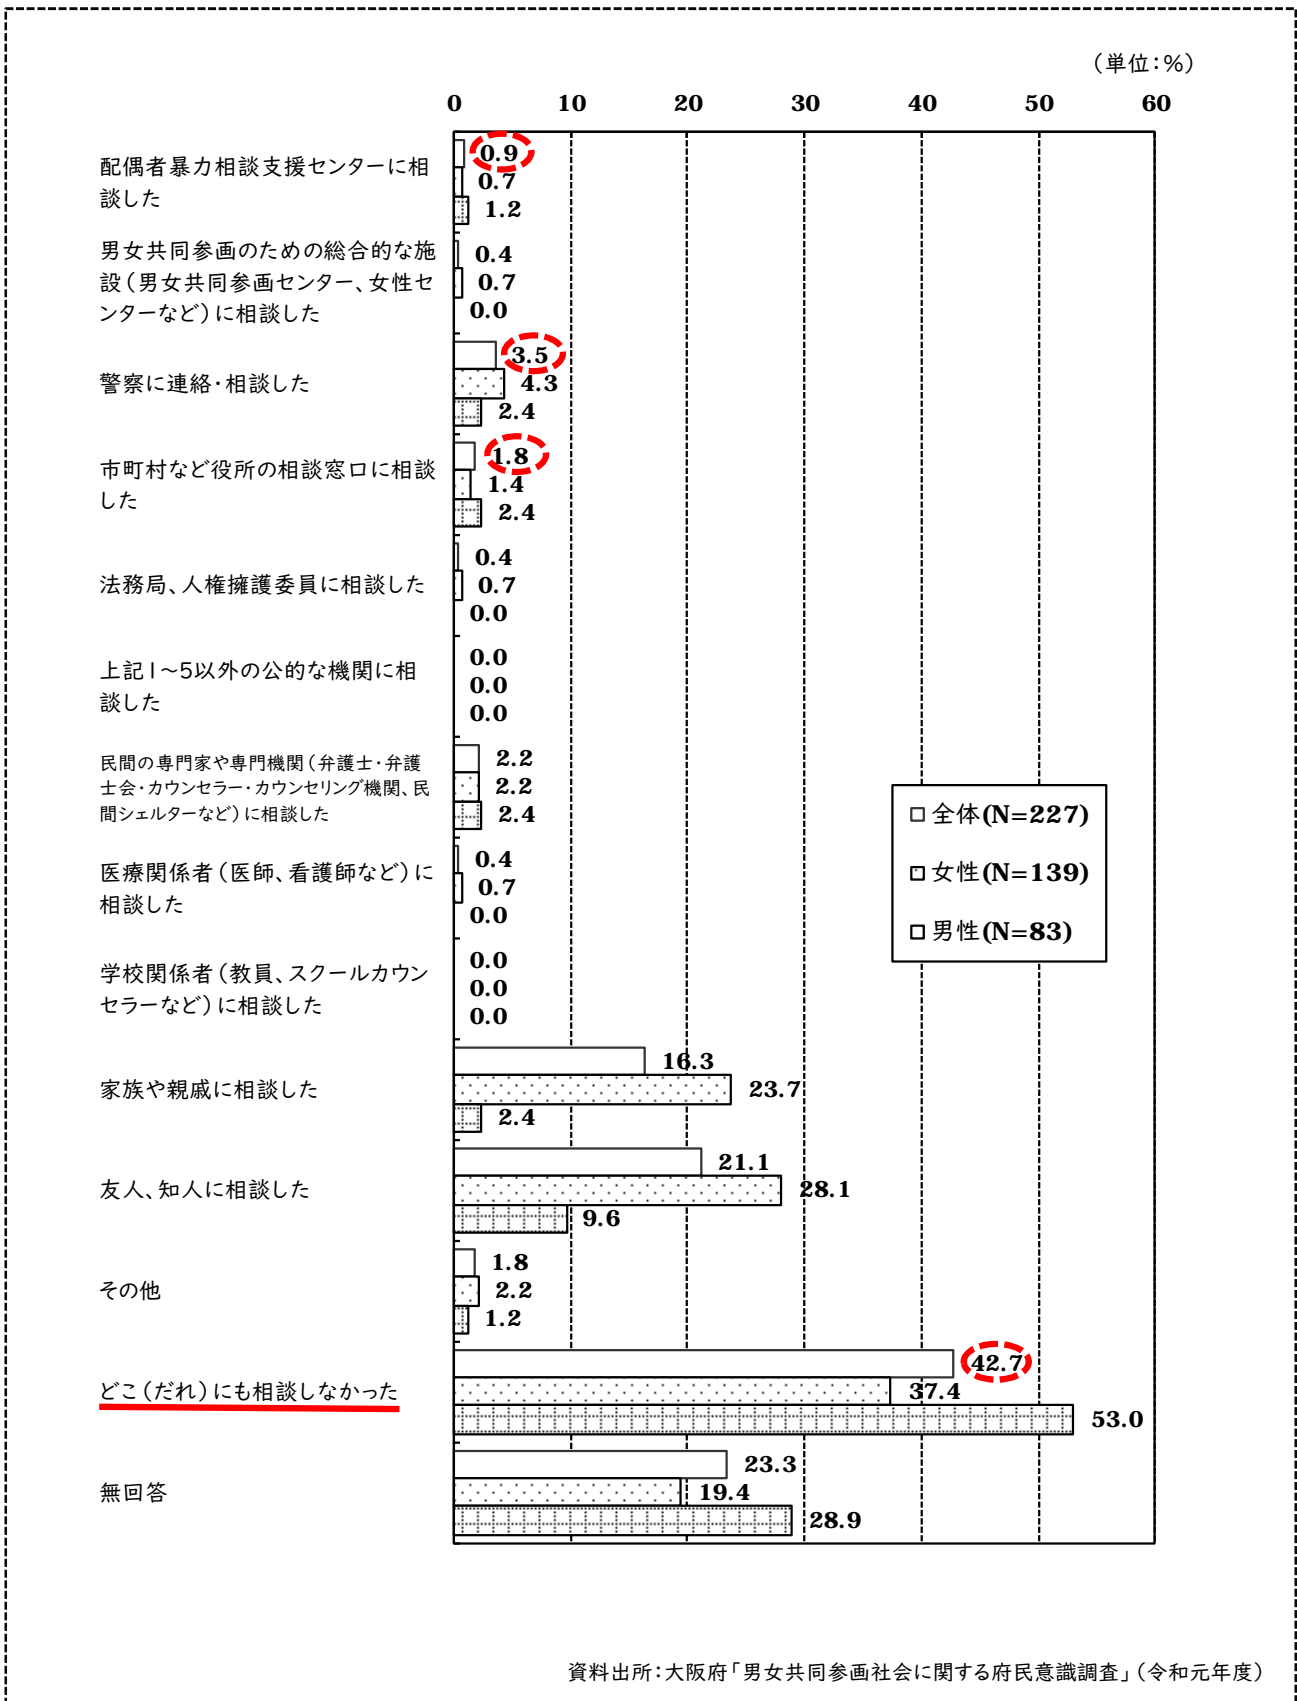 （単位：％）
0 10 20 30 40 50 60
配偶者暴力相談支援センターに相
談した
0.9
0.7
1.2
男女共同参画のための総合的な施
設（男女共同参画センター、女性セ
ンターなど）に相談した
0.4
0.7
0.0
警察に連絡・相談した
3.5
4.3
2.4
市町村など役所の相談窓口に相談
した
1.8
1.4
2.4
法務局、人権擁護委員に相談した
0.4
0.7
0.0
上記1～5以外の公的な機関に相
談した
0.0
0.0
0.0
民間の専門家や専門機関（弁護士・弁護
士会・カウンセラー・カウンセリング機関、民
間シェルターなど）に相談した
2.2
2.2
2.4
医療関係者（医師、看護師など）に
相談した
0.4
0.7
0.0
学校関係者（教員、スクールカウン
セラーなど）に相談した
0.0
0.0
0.0
家族や親戚に相談した
16.3
23.7
2.4
友人、知人に相談した
21.1
28.1
9.6
その他
1.8
2.2
1.2
どこ（だれ）にも相談しなかった
42.7
37.4
53.0
無回答
23.3
19.4
28.9
全体(N=227)
女性(N=139)
男性(N=83)
資料出所：大阪府「男女共同参画社会に関する府民意識調査」（令和元年度）